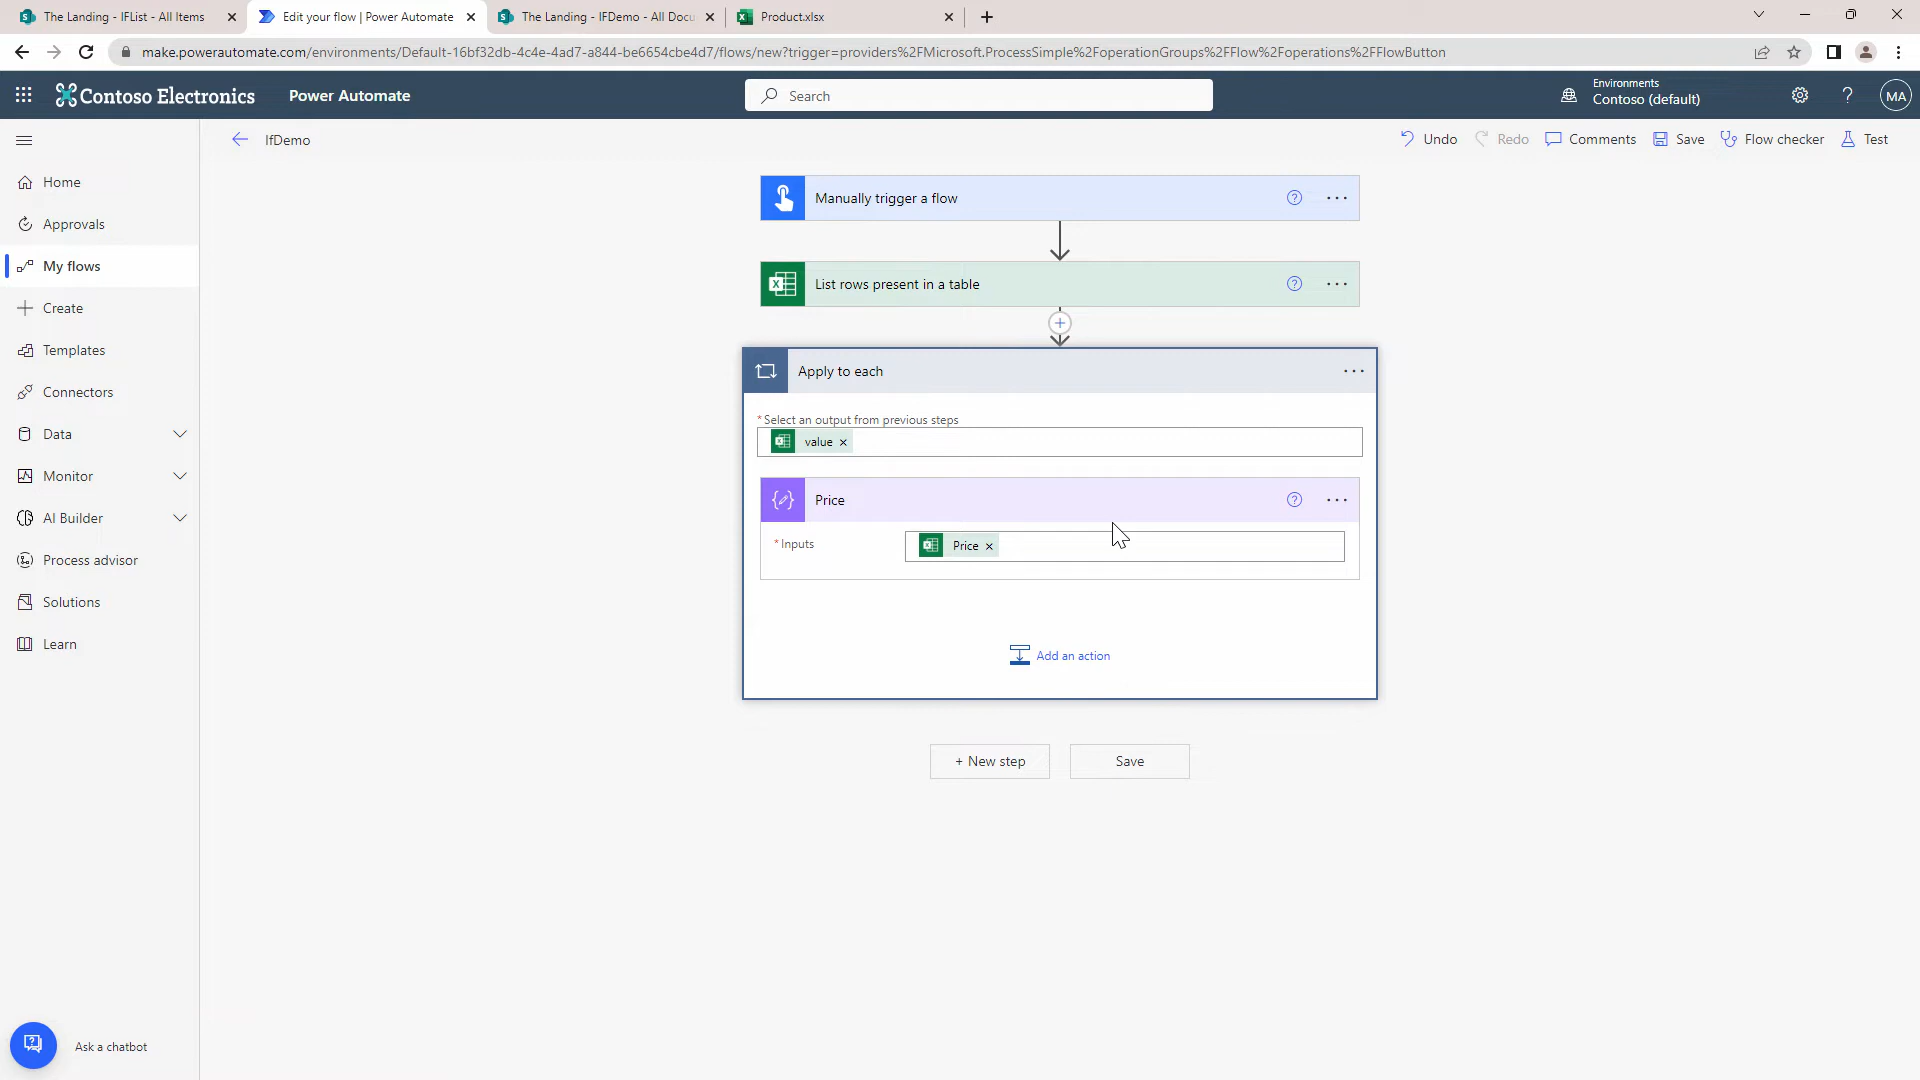 The Landing - IFList - All Items
Edit your flow | Power Automate
The Landing - IFDemo - All Docu
Product.xlsx
make.powerautomate.com/environments/Default-16bf32db-4c4e-4ad7-a844-be6654cbe4d7/flows/new?trigger=providers%2FMicrosoft.ProcessSimple%2FoperationGroups%2FFlow%2Foperations%2FFlowButton
Contoso Electronics
Power Automate
Search
Environments
Contoso (default)
?
MA
IfDemo
Undo
Redo
Comments
Save
Flow checker
Test
Home
Approvals
My flows
Create
Templates
Connectors
Data
Monitor
AI Builder
Process advisor
Solutions
Learn
Ask a chatbot
Manually trigger a flow
List rows present in a table
Apply to each
* Select an output from previous steps
value
Price
* Inputs
Price
Add an action
+ New step
Save